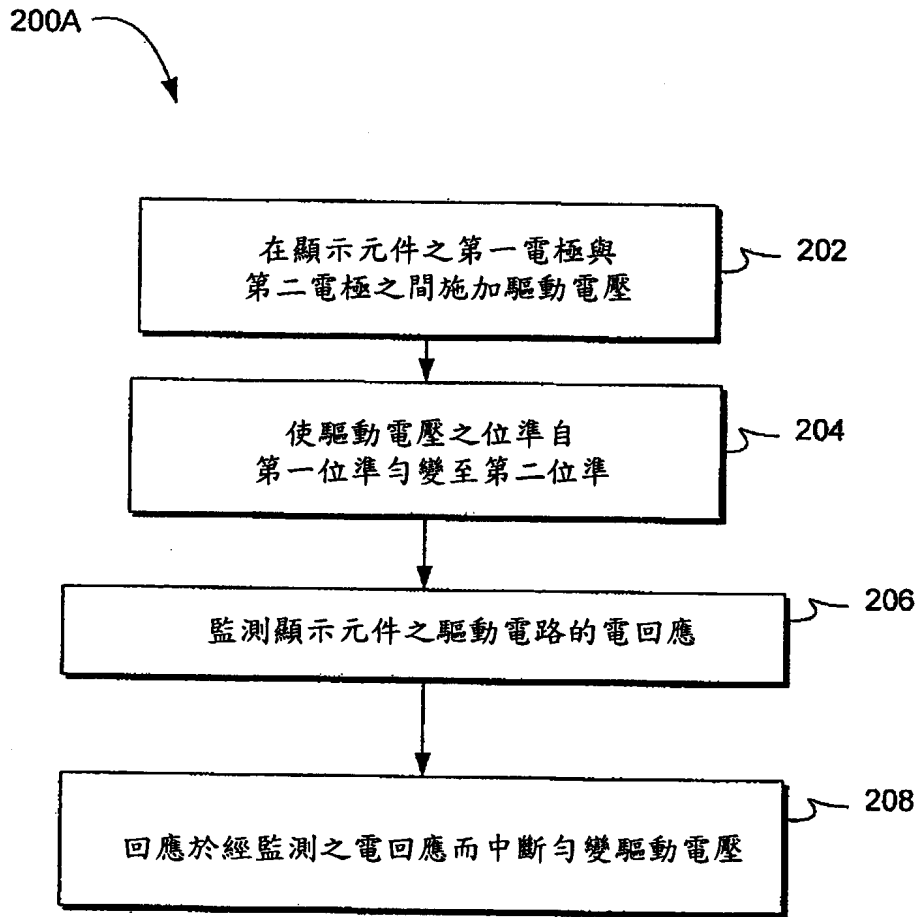 200A
在顯示元件之第一電極與
第二電極之間施加驅動電壓
202
使驅動電壓之位準自
第一位準勻變至第二位準
204
監測顯示元件之驅動電路的電回應
206
回應於經監測之電回應而中斷勻變驅動電壓
208